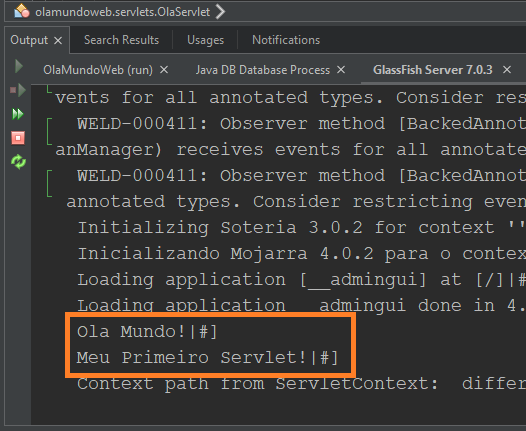 olamundoweb.servlets.OlaServlet
Output Search Results Usages Notifications
OlaMundoWeb (run) Java DB Database Process GlassFish Server 7.0.3
vents for all annotated types. Consider res
WELD-000411: Observer method [BackedAnnot
anManager) receives events for all annotate
WELD-000411: Observer method [BackedAnnot
annotated types. Consider restricting even
Initializing Soteria 3.0.2 for context ''
Inicializando Mojarra 4.0.2 para o contex
Loading application [__admingui] at [/]|#
Loading application __admingui done in 4.
Ola Mundo!|#]
Meu Primeiro Servlet!|#]
Context path from ServletContext:  differ